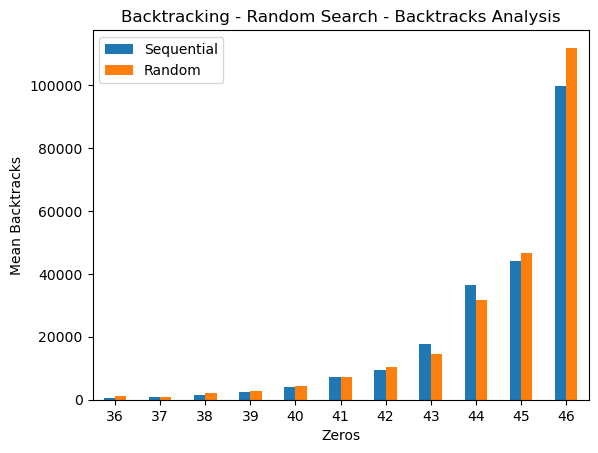 Backtracking - Random Search - Backtracks Analysis
Sequential
Random
Mean Backtracks
100000
80000
60000
40000
20000
0
36 37 38 39 40 41 42 43 44 45 46
Zeros